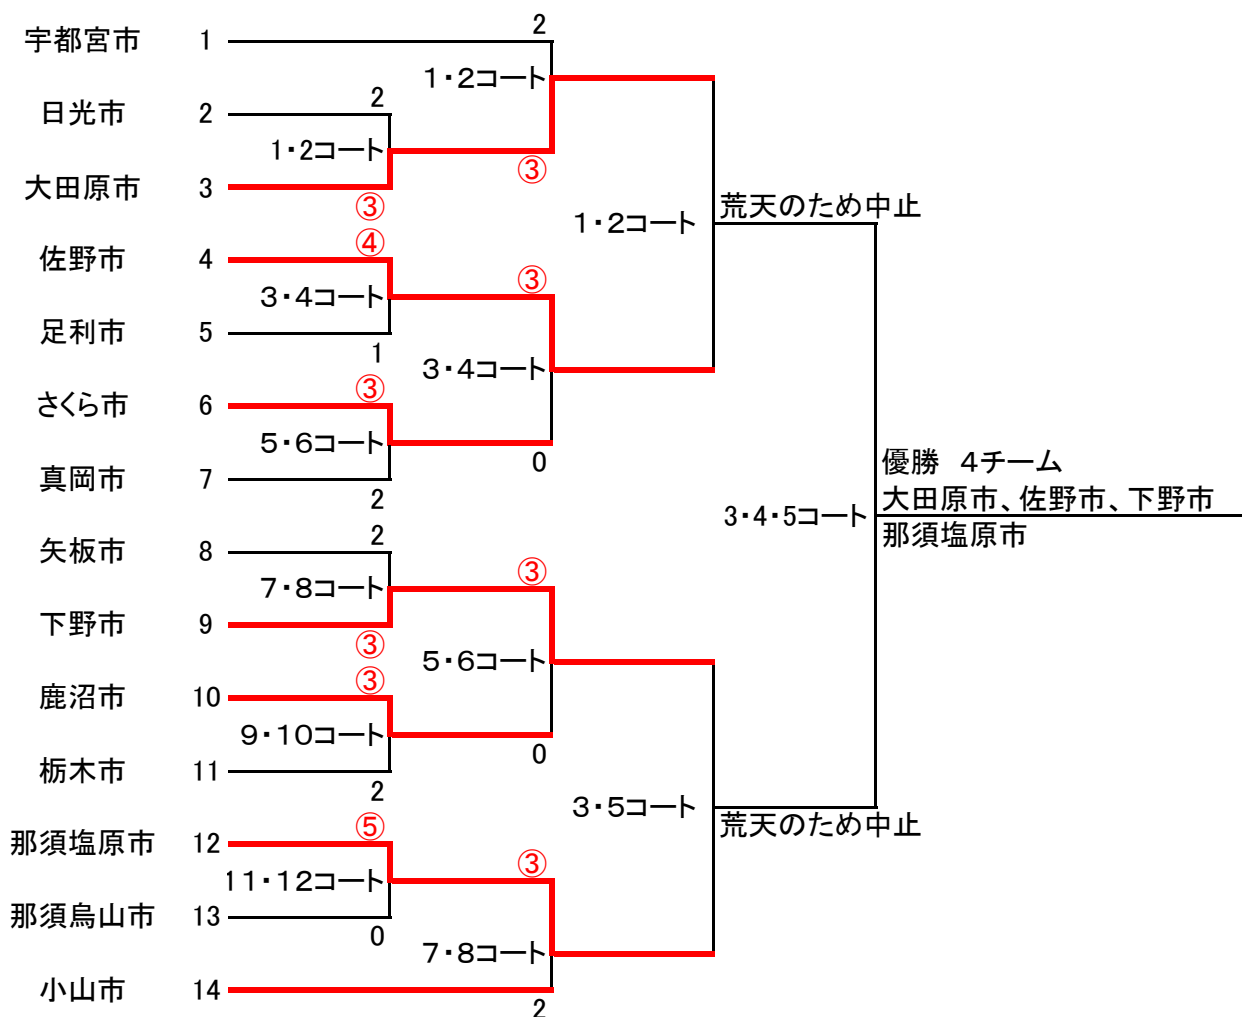 宇都宮市 1 2
1・2コート
日光市 2 2
1・2コート
大田原市 3 ③ ③
1・2コート 荒天のため中止
佐野市 4 ④ ③
3・4コート
足利市 5 1
3・4コート
さくら市 6 ③
5・6コート
真岡市 7 2 0
優勝 4チーム
3・4・5コート 大田原市、佐野市、下野市
那須塩原市
矢板市 8 2 ③
7・8コート
下野市 9 ③
5・6コート
鹿沼市 10 ③
9・10コート 0
栃木市 11 2
3・5コート 荒天のため中止
那須塩原市 12 ⑤ ③
11・12コート
那須烏山市 13 0
7・8コート
小山市 14 2